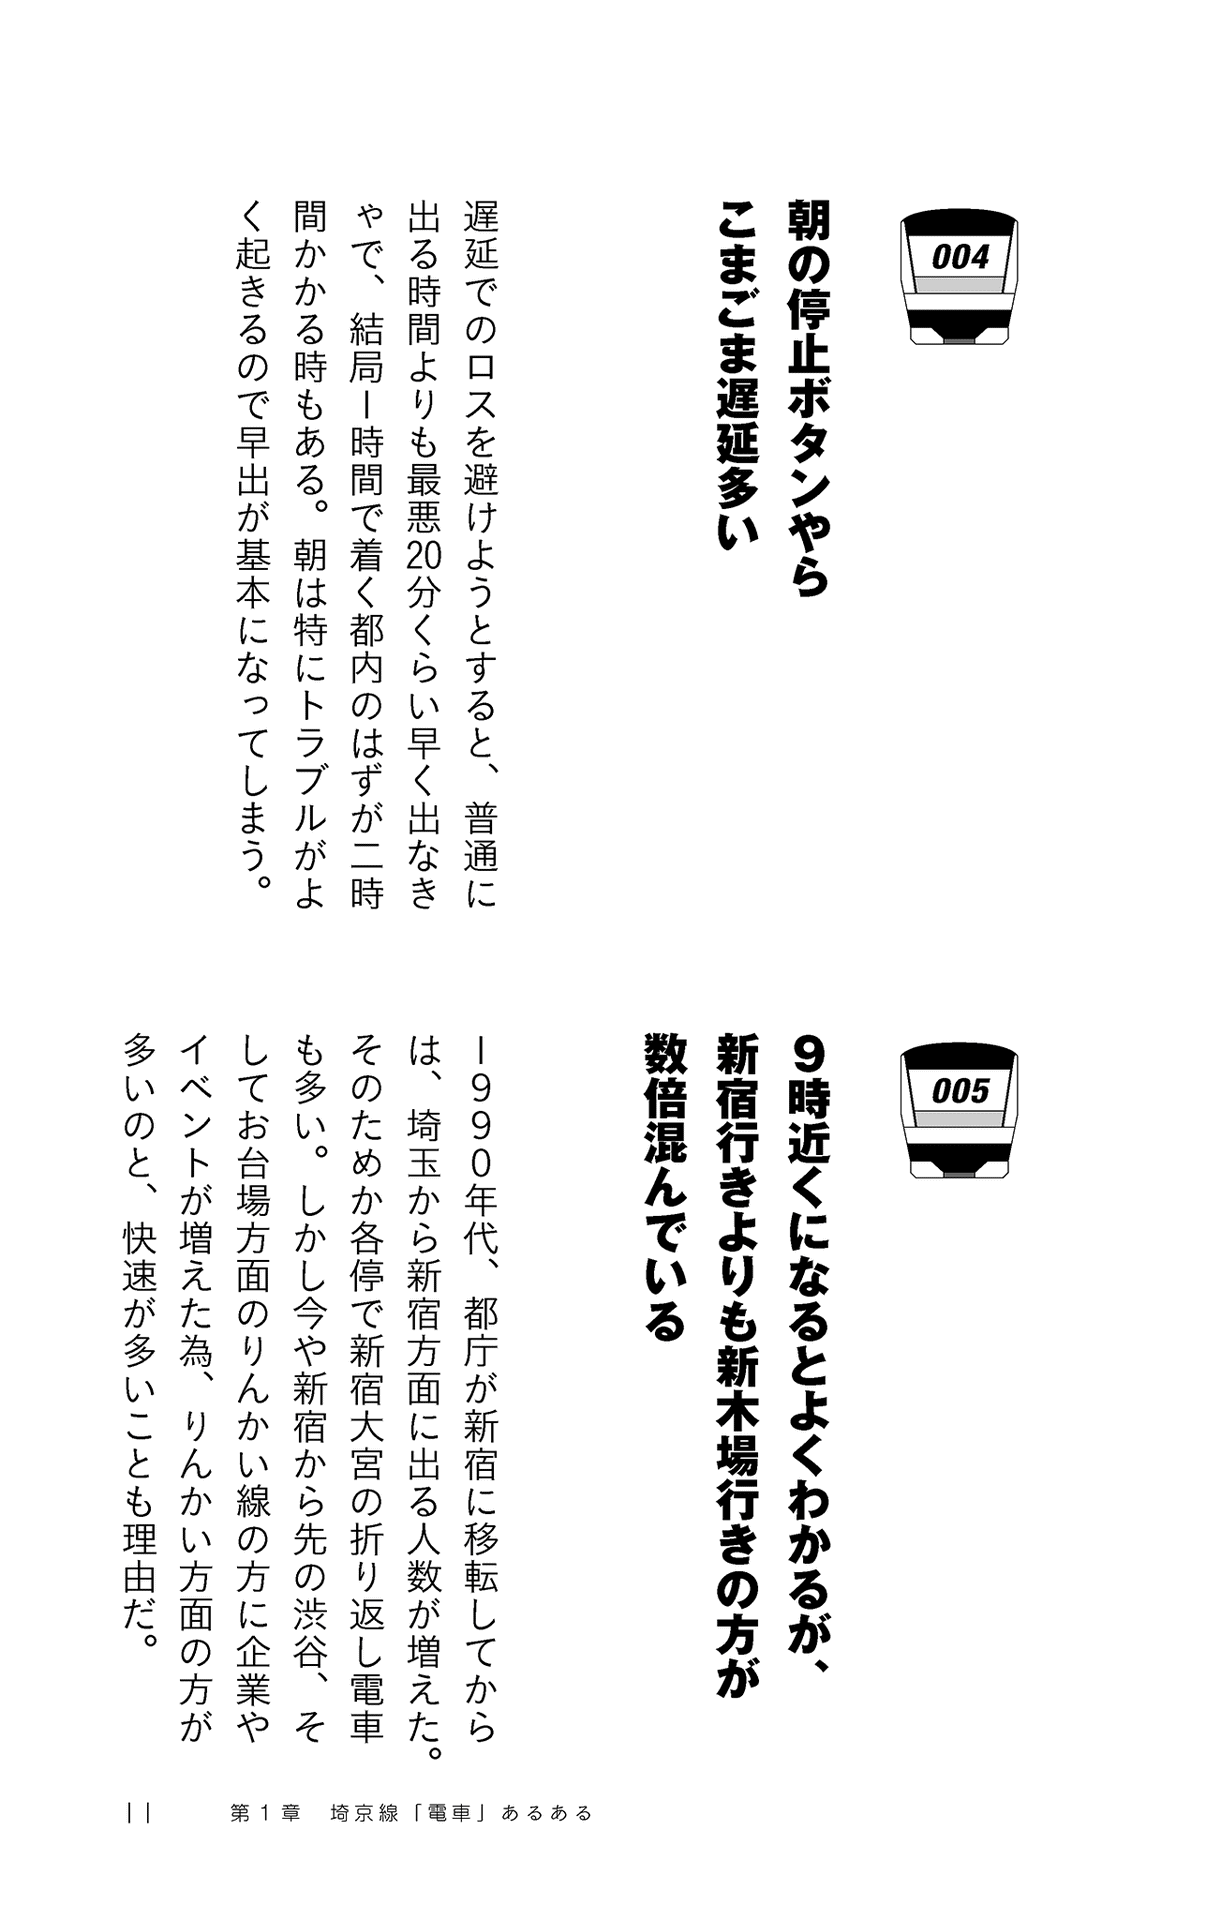 004
朝の停止ボタンやら
こまごま遅延多い
遅延でのロスを避けようとすると、普通に
出る時間よりも最悪20分くらい早く出なき
ゃで、結局1時間で着く都内のはずが二時
間かかる時もある。朝は特にトラブルがよ
く起きるので早出が基本になってしまう。
005
9時近くになるとよくわかるが、
新宿行きよりも新木場行きの方が
数倍混んでいる
1990年代、都庁が新宿に移転してから
は、埼玉から新宿方面に出る人数が増えた。
そのためか各停で新宿大宮の折り返し電車
も多い。しかし今や新宿から先の渋谷、そ
してお台場方面のりんかい線の方に企業や
イベントが増えた為、りんかい方面の方が
多いのと、快速が多いことも理由だ。
11 第1章 埼京線「電車」あるある